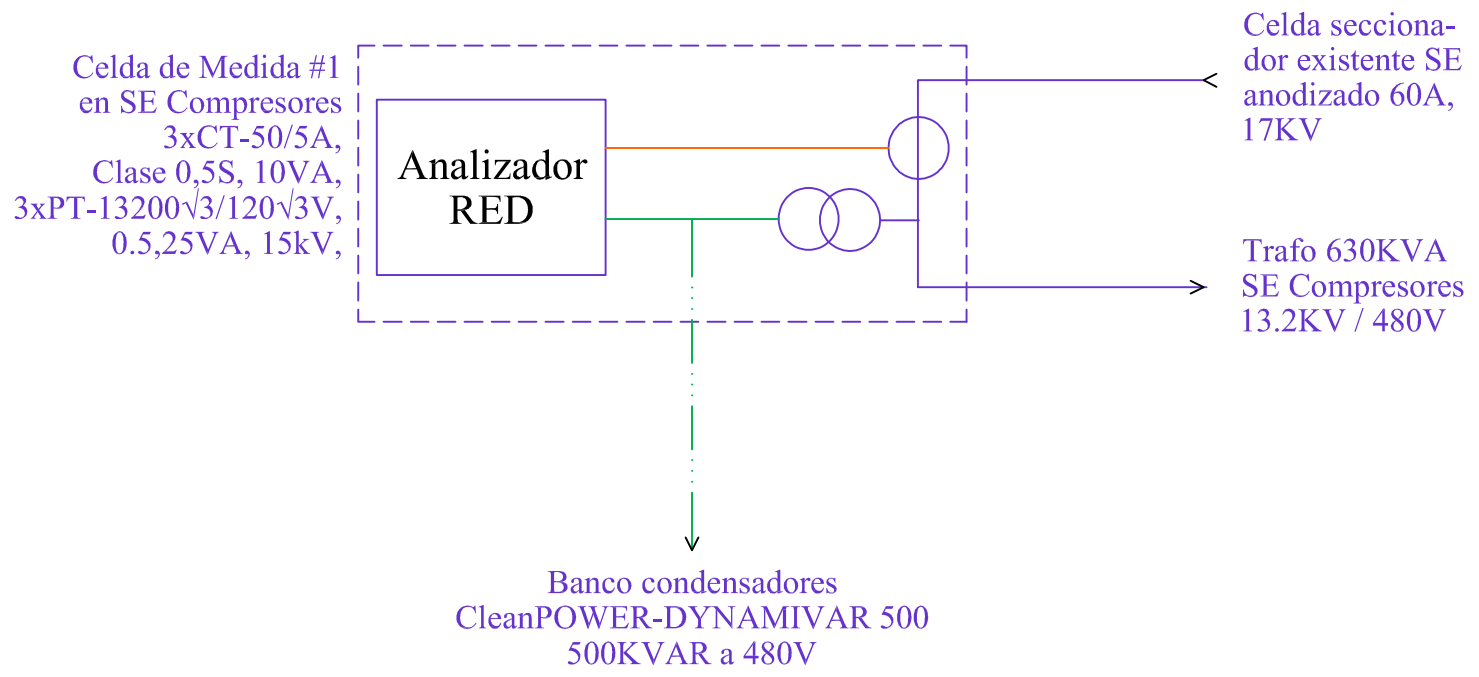 Celda de Medida #1
en SE Compresores
3xCT-50/5A,
Clase 0,5S, 10VA,
3xPT-13200√3/120√3V,
0.5,25VA, 15kV,
Analizador
RED
Celda secciona-
dor existente SE
anodizado 60A,
17KV
Trafo 630KVA
SE Compresores
13.2KV / 480V
Banco condensadores
CleanPOWER-DYNAMIVAR 500
500KVAR a 480V